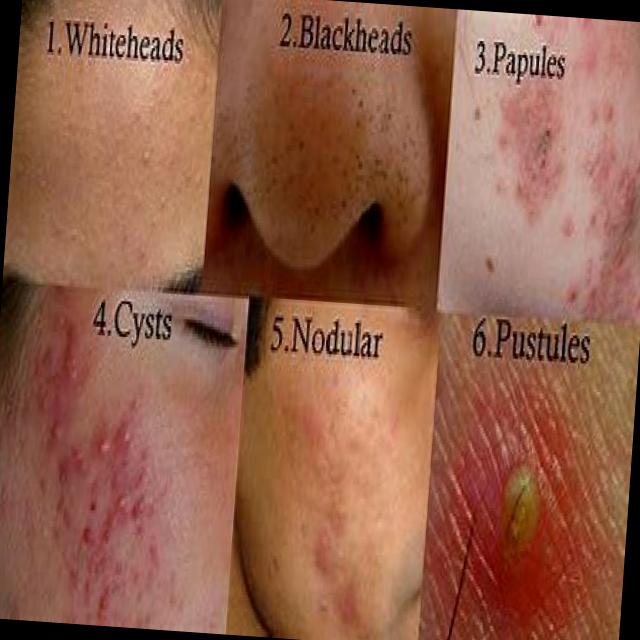 1.Whiteheads
2.Blackheads
3.Papules
4.Cysts
5.Nodular
6.Pustules